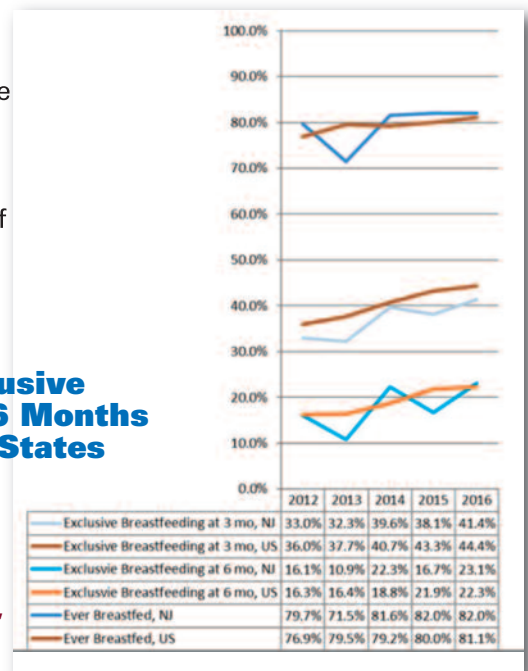 e
f
lusive
6 Months
States
,
100.0%
90.0%
80.0%
70.0%
60.0%
50.0%
40.0%
30.0%
20.0%
10.0%
0.0%
2012 2013 2014 2015 2016
Exclusive Breastfeeding at 3 mo, NJ 33.0% 32.3% 39.6% 38.1% 41.4%
Exclusive Breastfeeding at 3 mo, US 36.0% 37.7% 40.7% 43.3% 44.4%
Exclusvie Breastfeeding at 6 mo, NJ 16.1% 10.9% 22.3% 16.7% 23.1%
Exclusvie Breastfeeding at 6 mo, US 16.3% 16.4% 18.8% 21.9% 22.3%
Ever Breastfed, NJ 79.7% 71.5% 81.6% 82.0% 82.0%
Ever Breastfed, US 76.9% 79.5% 79.2% 80.0% 81.1%